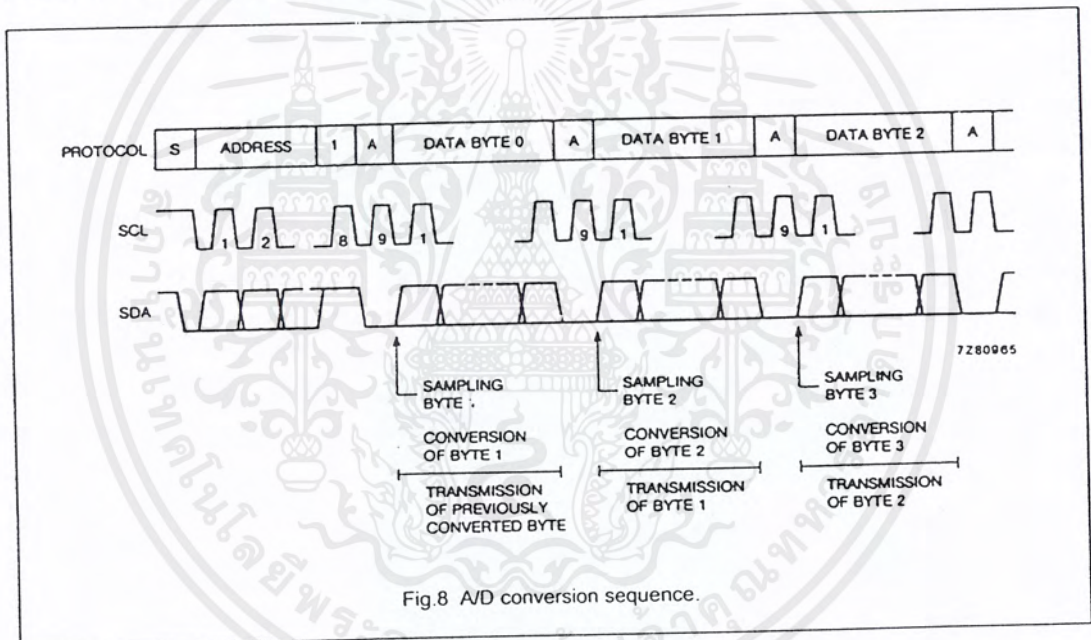 PROTOCOL S ADDRESS 1 A DATA BYTE 0 A DATA BYTE 1 A DATA BYTE 2 A
SCL 1 2 8 9 1 9 1 9 1
SDA
7Z80965
SAMPLING BYTE
CONVERSION OF BYTE 1
TRANSMISSION OF PREVIOUSLY CONVERTED BYTE
SAMPLING BYTE 2
CONVERSION OF BYTE 2
TRANSMISSION OF BYTE 1
SAMPLING BYTE 3
CONVERSION OF BYTE 3
TRANSMISSION OF BYTE 2
Fig.8 A/D conversion sequence.